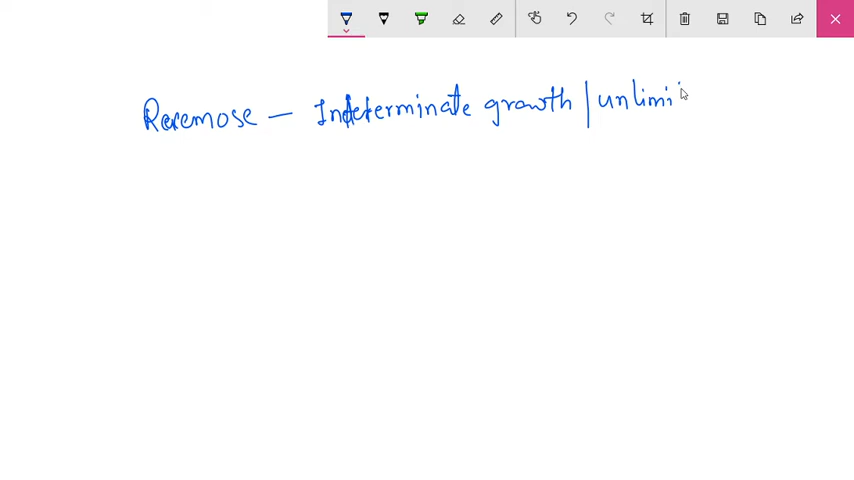 Racemose — Indeterminate growth | unlimi